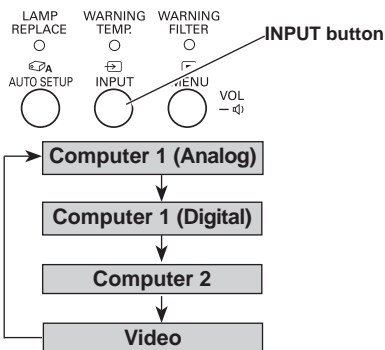 LAMP REPLACE
WARNING TEMP.
WARNING FILTER
INPUT button
A
AUTO SETUP
INPUT
MENU
VOL
Computer 1 (Analog)
Computer 1 (Digital)
Computer 2
Video